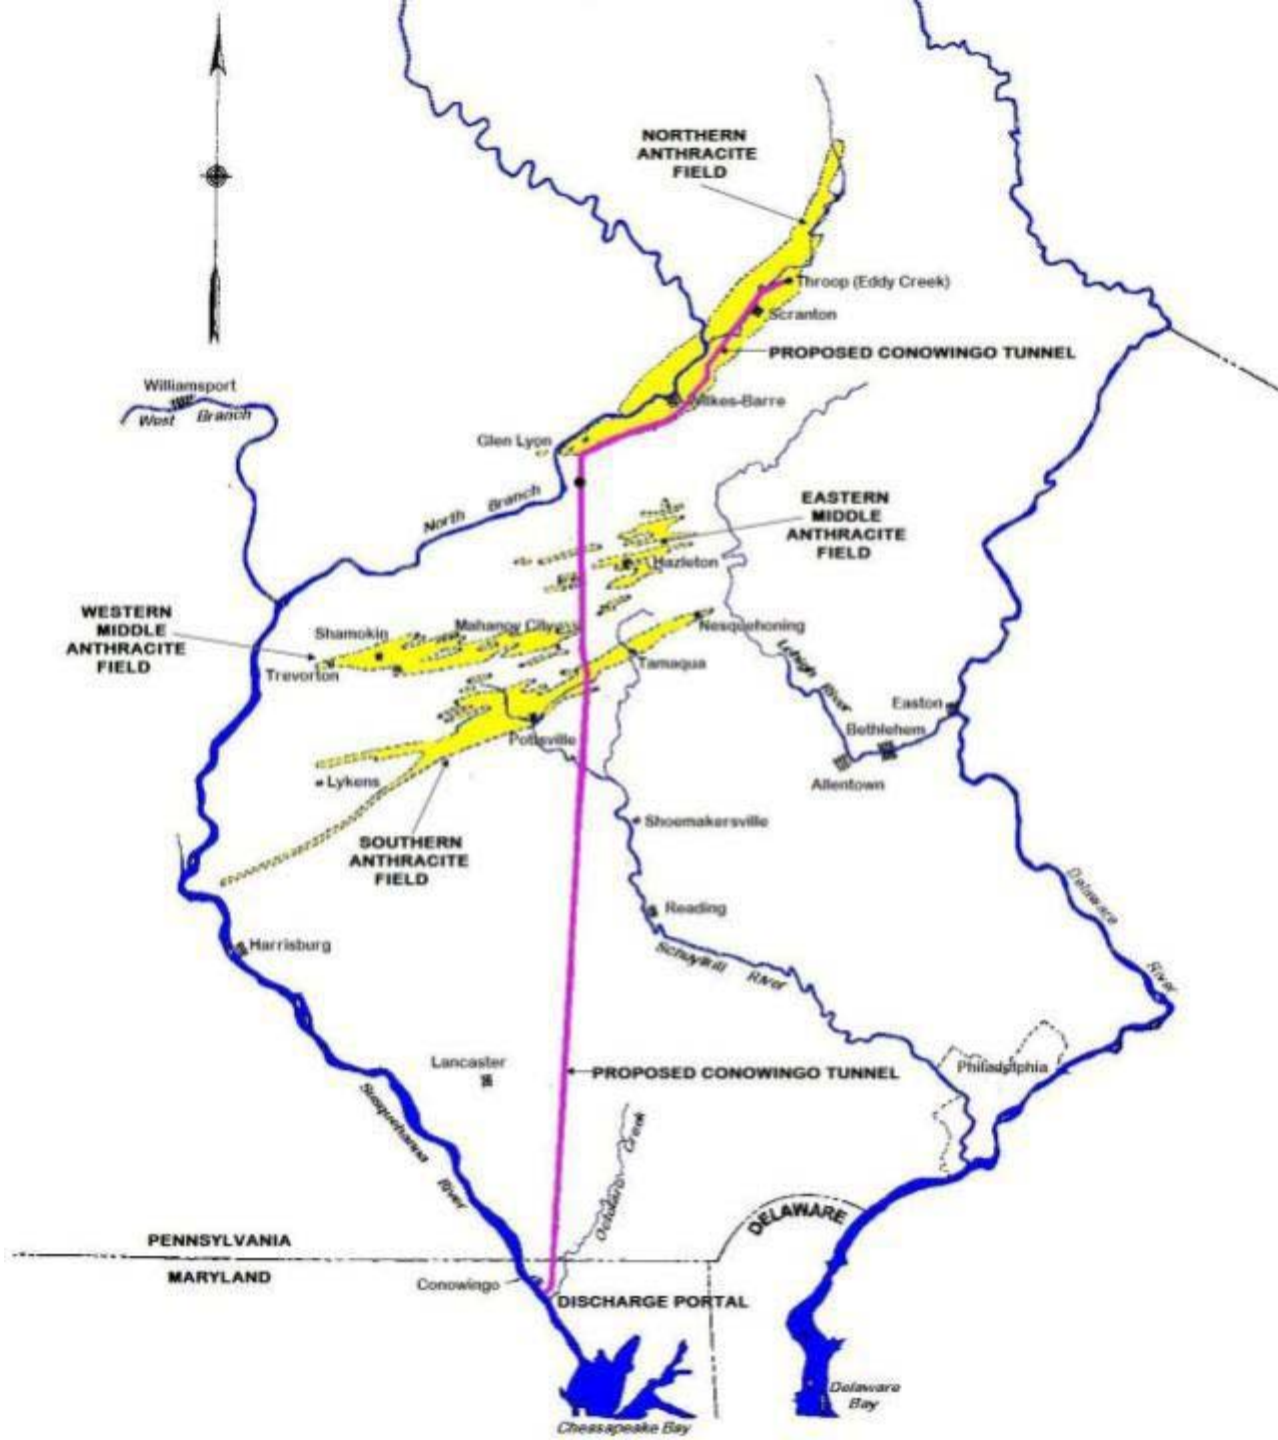 NORTHERN
ANTHRACITE
FIELD
Throop (Eddy Creek)
Scranton
PROPOSED CONOWINGO TUNNEL
Williamsport
West Branch
Wilkes-Barre
Glen Lyon
North Branch
EASTERN
MIDDLE
ANTHRACITE
FIELD
Hazleton
WESTERN
MIDDLE
ANTHRACITE
FIELD
Shamokin
Mahanoy City
Nesquehoning
Trevorton
Tamaqua
Lehigh River
Easton
Bethlehem
Pottsville
Allentown
Lykens
Shoemakersville
SOUTHERN
ANTHRACITE
FIELD
Delaware River
Reading
Harrisburg
Schuylkill River
Lancaster
PROPOSED CONOWINGO TUNNEL
Philadelphia
Susquehanna River
Creek
DELAWARE
PENNSYLVANIA
MARYLAND
Conowingo
DISCHARGE PORTAL
Delaware
Bay
Chessapeake Bay